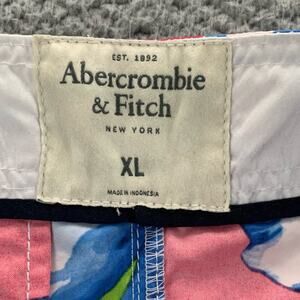 EST. 1892
Abercrombie
& Fitch
NEW YORK
XL
MADE IN INDONESIA